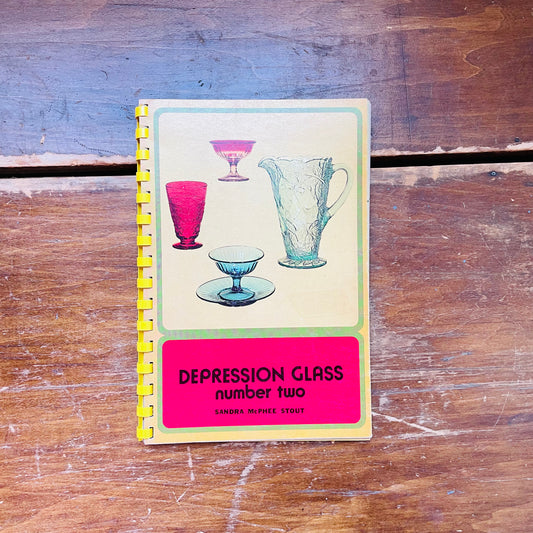 DEPRESSION GLASS
number two
SANDRA McPHEE STOUT